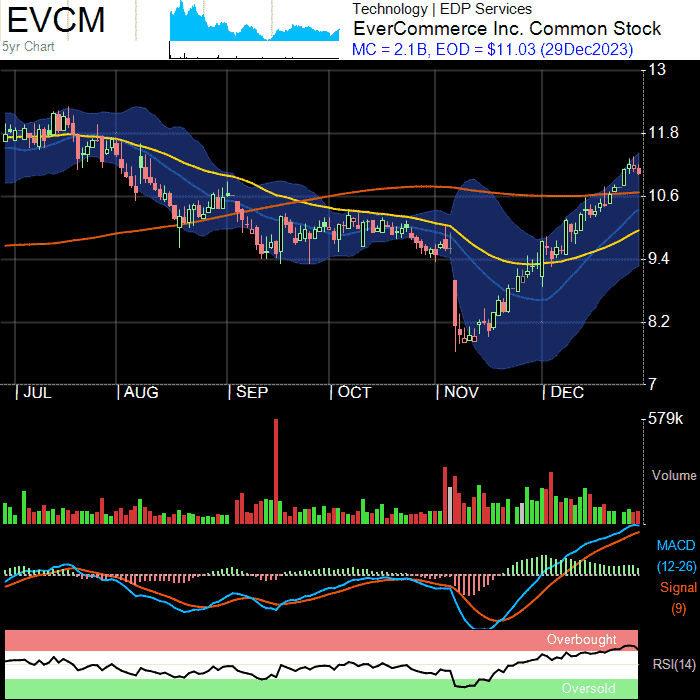 EVCM
5yr Chart
Technology | EDP Services
EverCommerce Inc. Common Stock
MC = 2.1B, EOD = $11.03 (29Dec2023)
13
11.8
10.6
9.4
8.2
7
| JUL | AUG | SEP | OCT | NOV | DEC
579k
Volume
MACD
(12-26)
Signal
(9)
Overbought
RSI(14)
Oversold